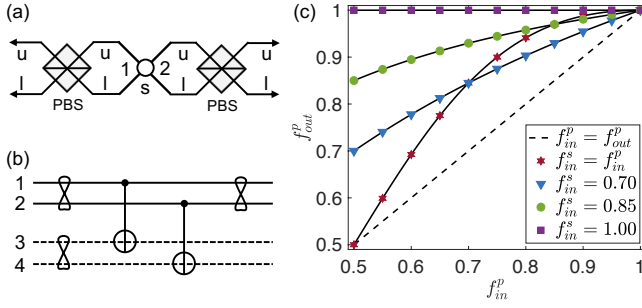 (a)
u u u u
1 2
l l s l l
PBS PBS
(b)
1
2
3
4
(c)
1
0.9
0.8
0.7
0.6
0.5
f^p_out
0.5 0.6 0.7 0.8 0.9 1
f^p_in
f^p_in = f^p_out
f^s_in = f^p_in
f^s_in = 0.70
f^s_in = 0.85
f^s_in = 1.00